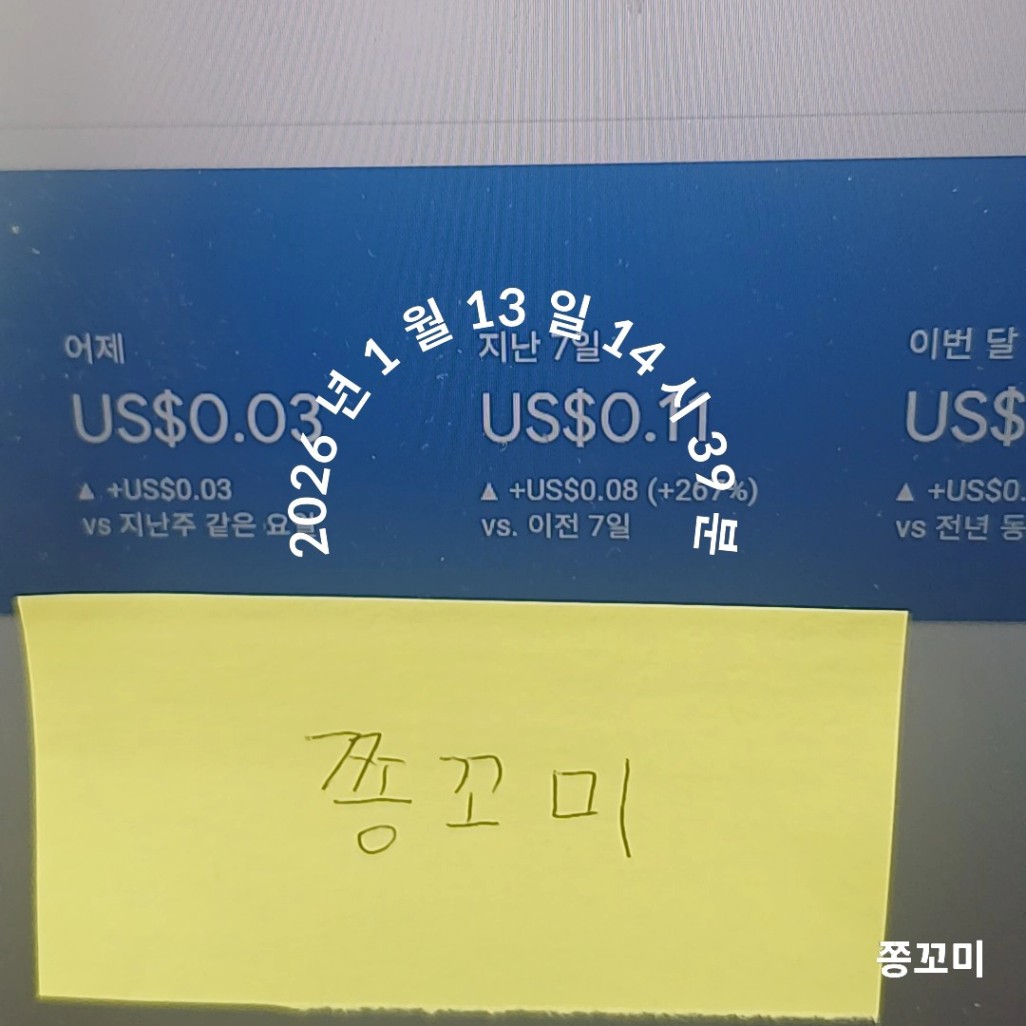 2026 년 1 월 13 일 14 시 39 분
어제
US$0.03
▲ +US$0.03
vs 지난주 같은 요일
지난 7일
US$0.11
▲ +US$0.08 (+267%)
vs. 이전 7일
이번 달
US$
▲ +US$0.
vs 전년 동
쫑꼬미
쫑꼬미